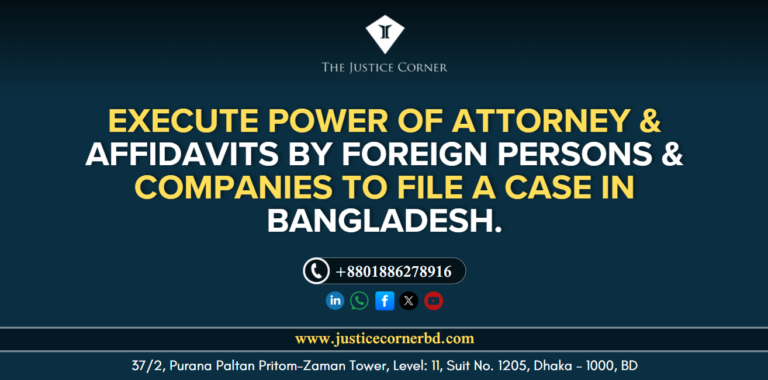 THE JUSTICE CORNER
EXECUTE POWER OF ATTORNEY &
AFFIDAVITS BY FOREIGN PERSONS &
COMPANIES TO FILE A CASE IN
BANGLADESH.
+8801886278916
www.justicecornerbd.com
37/2, Purana Paltan Pritom-Zaman Tower, Level: 11, Suit No. 1205, Dhaka – 1000, BD